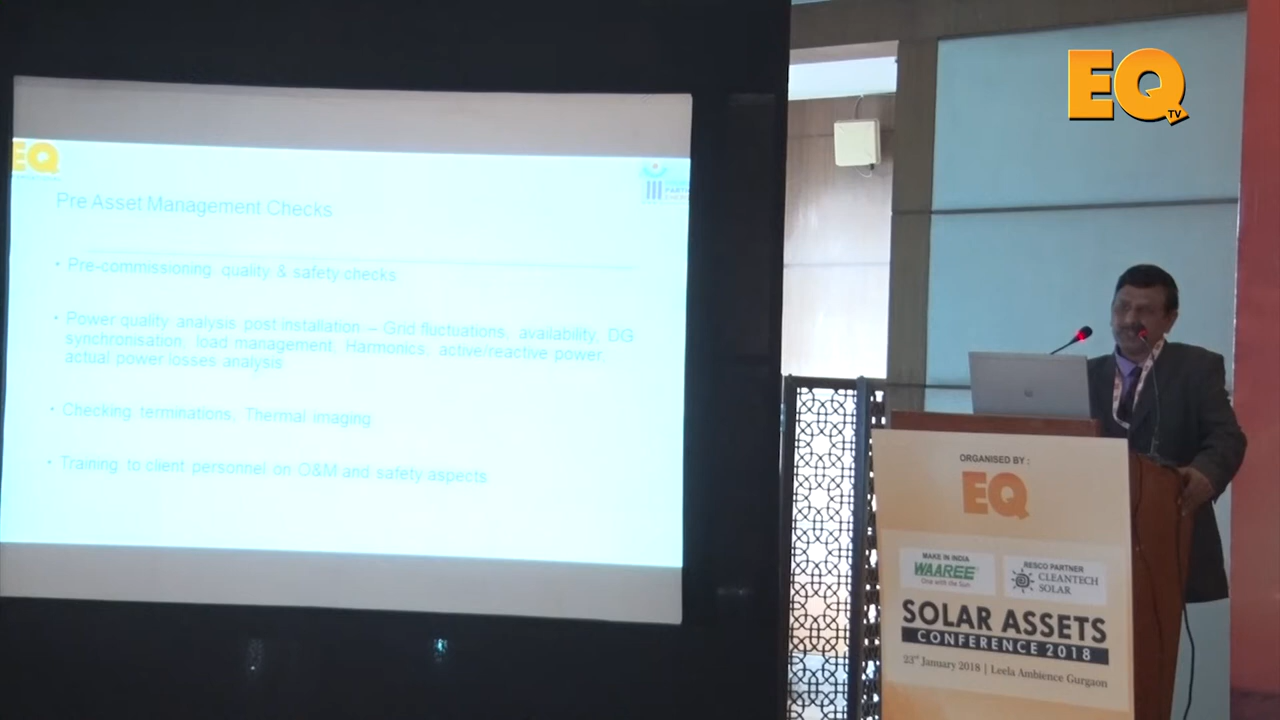 EQ
Pre Asset Management Checks
• Pre-commissioning quality & safety checks
• Power quality analysis post installation – Grid fluctuations, availability, DG
synchronisation, load management. Harmonics, active/reactive power,
actual power losses analysis
• Checking terminations, Thermal imaging
• Training to client personnel on O&M and safety aspects
EQ
TV
ORGANISED BY :
EQ
MAKE IN INDIA
WAAREE
One with the Sun
RESCO PARTNER
CLEANTECH
SOLAR
SOLAR ASSETS
CONFERENCE 2018
23rd January 2018 | Leela Ambience Gurgaon